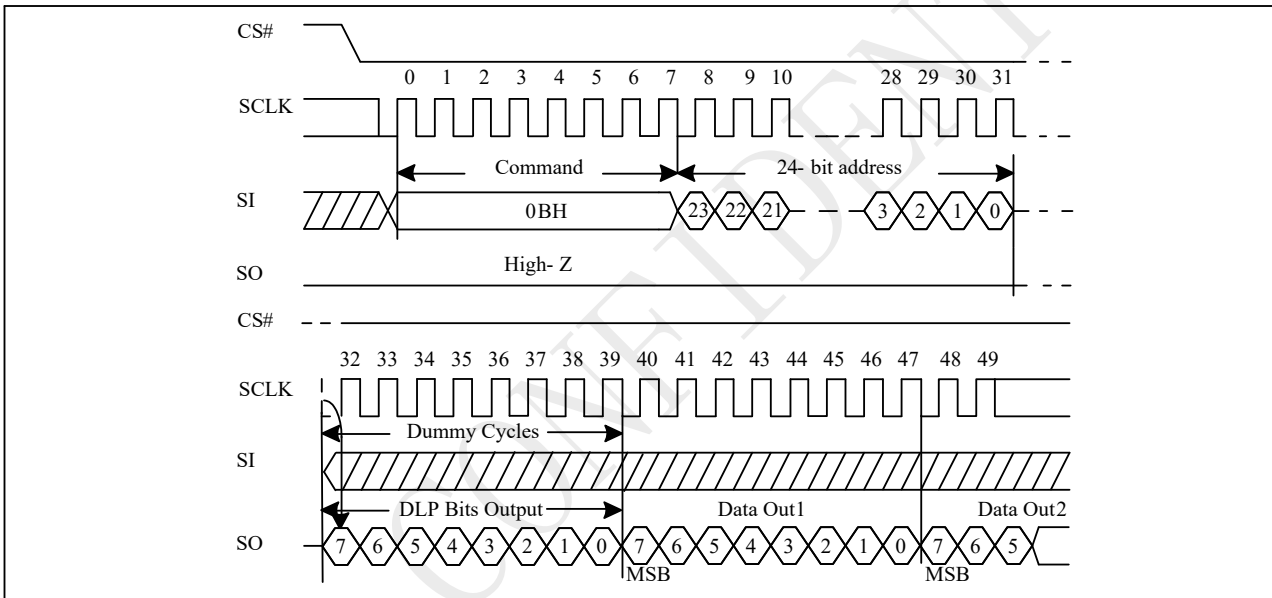 CS#
0 1 2 3 4 5 6 7 8 9 10 28 29 30 31
SCLK
Command 24- bit address
SI 0BH 23 22 21 3 2 1 0
High- Z
SO
CS#
32 33 34 35 36 37 38 39 40 41 42 43 44 45 46 47 48 49
SCLK
Dummy Cycles
SI
DLP Bits Output Data Out1 Data Out2
SO 7 6 5 4 3 2 1 0 7 6 5 4 3 2 1 0 7 6 5
MSB MSB
CONFIDENT